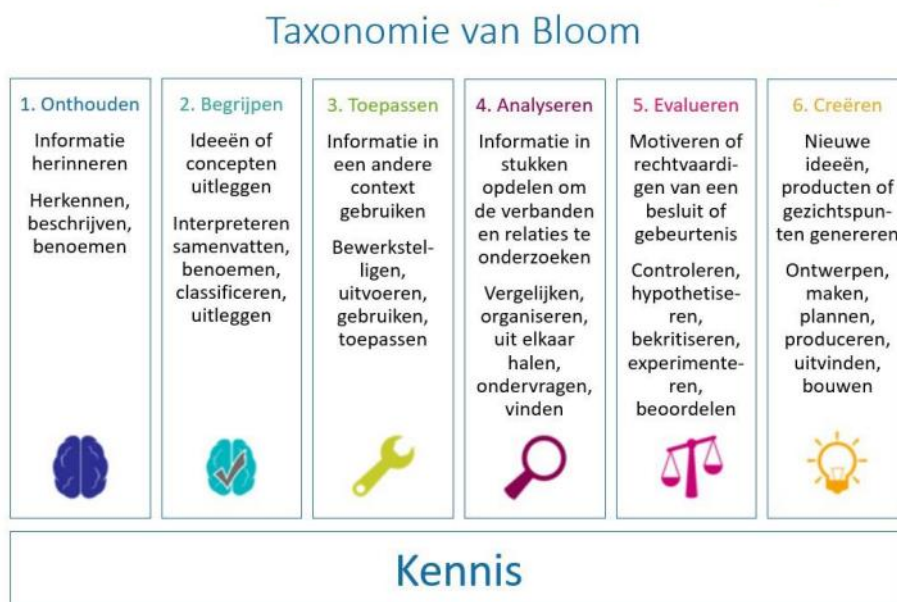 Taxonomie van Bloom
1. Onthouden
Informatie
herinneren
Herkennen,
beschrijven,
benoemen
2. Begrijpen
Ideeën of
concepten
uitleggen
Interpreteren
samenvatten,
benoemen,
classificeren,
uitleggen
3. Toepassen
Informatie in
een andere
context
gebruiken
Bewerkstel-
ligen,
uitvoeren,
gebruiken,
toepassen
4. Analyseren
Informatie in
stukken
opdelen om
de verbanden
en relaties te
onderzoeken
Vergelijken,
organiseren,
uit elkaar
halen,
ondervragen,
vinden
5. Evalueren
Motiveren of
rechtvaardi-
gen van een
besluit of
gebeurtenis
Controleren,
hypothetise-
ren,
bekritiseren,
experimente-
ren,
beoordelen
6. Creëren
Nieuwe
ideeën,
producten of
gezichtspun-
ten genereren
Ontwerpen,
maken,
plannen,
produceren,
uitvinden,
bouwen
Kennis